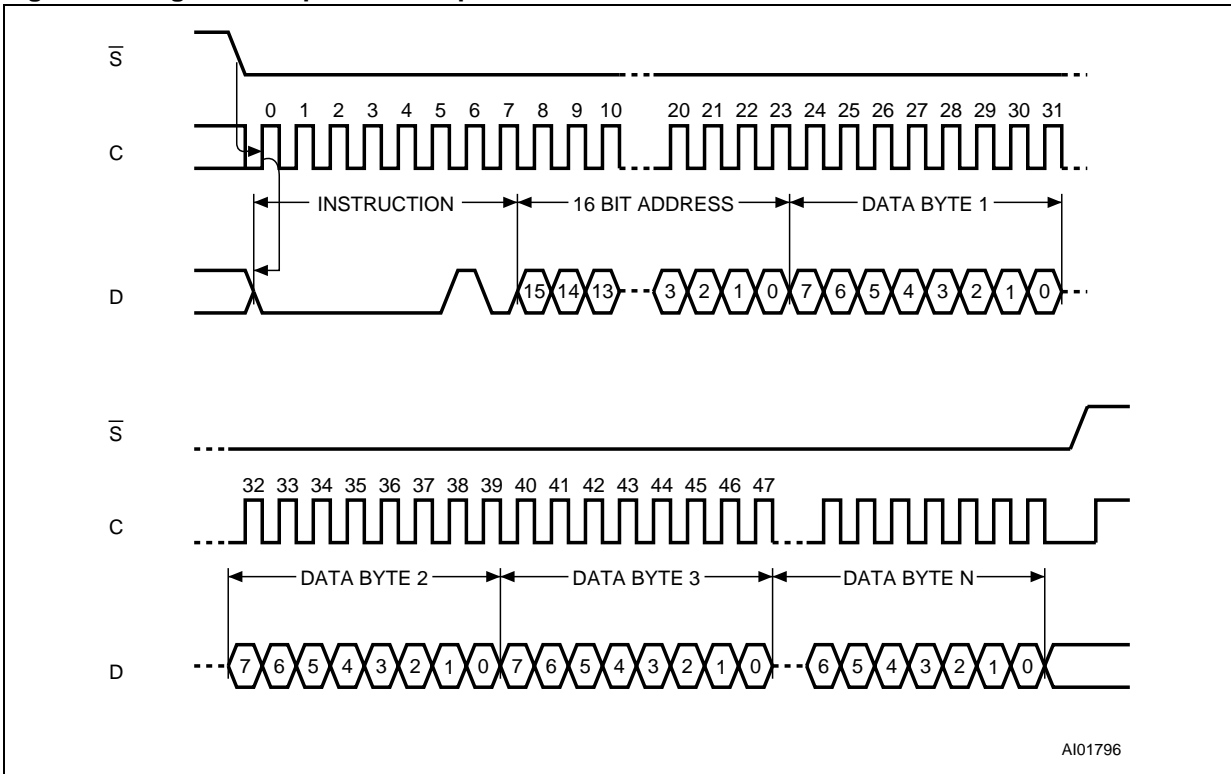 S
0 1 2 3 4 5 6 7 8 9 10 20 21 22 23 24 25 26 27 28 29 30 31
C
INSTRUCTION 16 BIT ADDRESS DATA BYTE 1
D 15 14 13 3 2 1 0 7 6 5 4 3 2 1 0
S
32 33 34 35 36 37 38 39 40 41 42 43 44 45 46 47
C
DATA BYTE 2 DATA BYTE 3 DATA BYTE N
D 7 6 5 4 3 2 1 0 7 6 5 4 3 2 1 0 6 5 4 3 2 1 0
AI01796